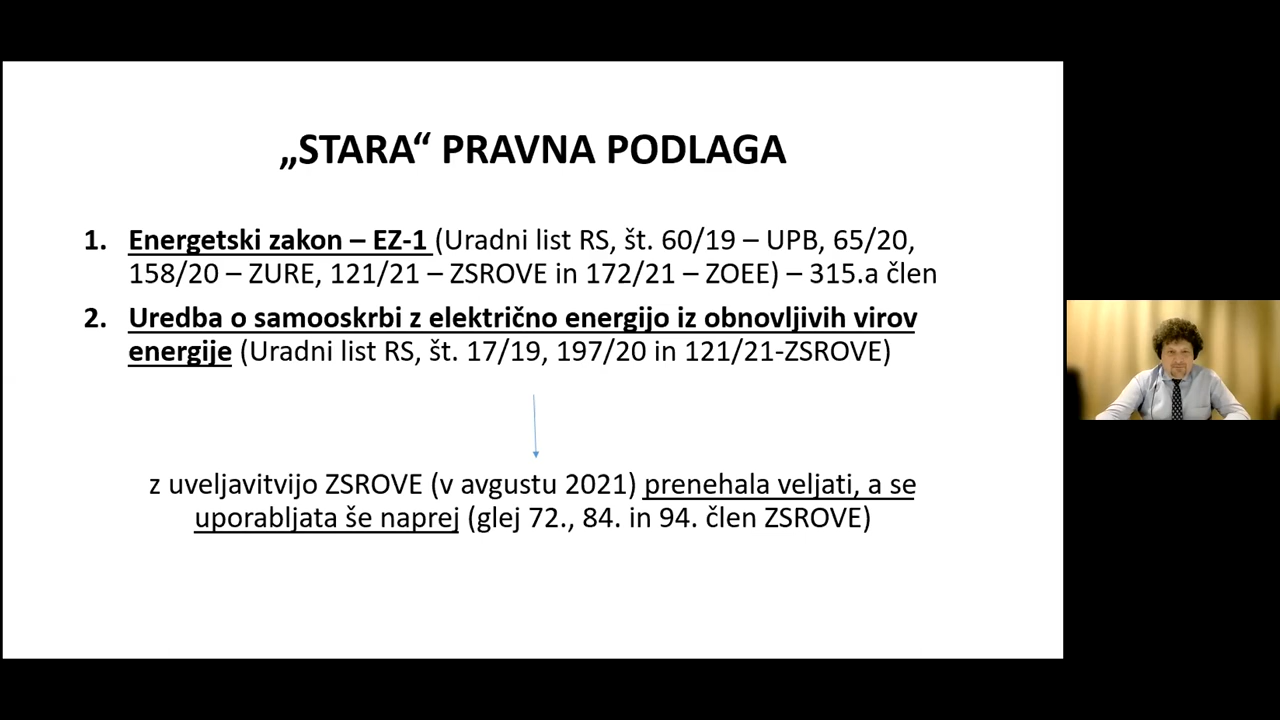 „STARA“ PRAVNA PODLAGA
1. Energetski zakon – EZ-1 (Uradni list RS, št. 60/19 – UPB, 65/20,
158/20 – ZURE, 121/21 – ZSROVE in 172/21 – ZOEE) – 315.a člen
2. Uredba o samooskrbi z električno energijo iz obnovljivih virov
energije (Uradni list RS, št. 17/19, 197/20 in 121/21-ZSROVE)
z uveljavitvijo ZSROVE (v avgustu 2021) prenehala veljati, a se
uporabljata še naprej (glej 72., 84. in 94. člen ZSROVE)